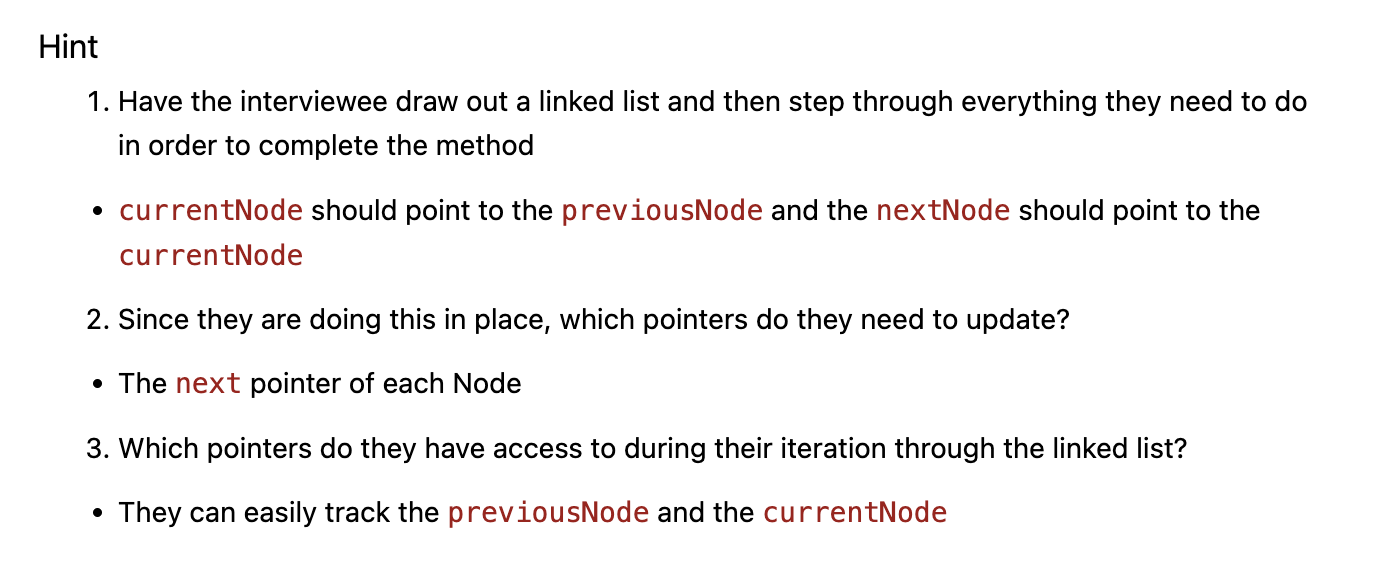 Hint
1. Have the interviewee draw out a linked list and then step through everything they need to do
in order to complete the method
• currentNode should point to the previousNode and the nextNode should point to the
currentNode
2. Since they are doing this in place, which pointers do they need to update?
• The next pointer of each Node
3. Which pointers do they have access to during their iteration through the linked list?
• They can easily track the previousNode and the currentNode